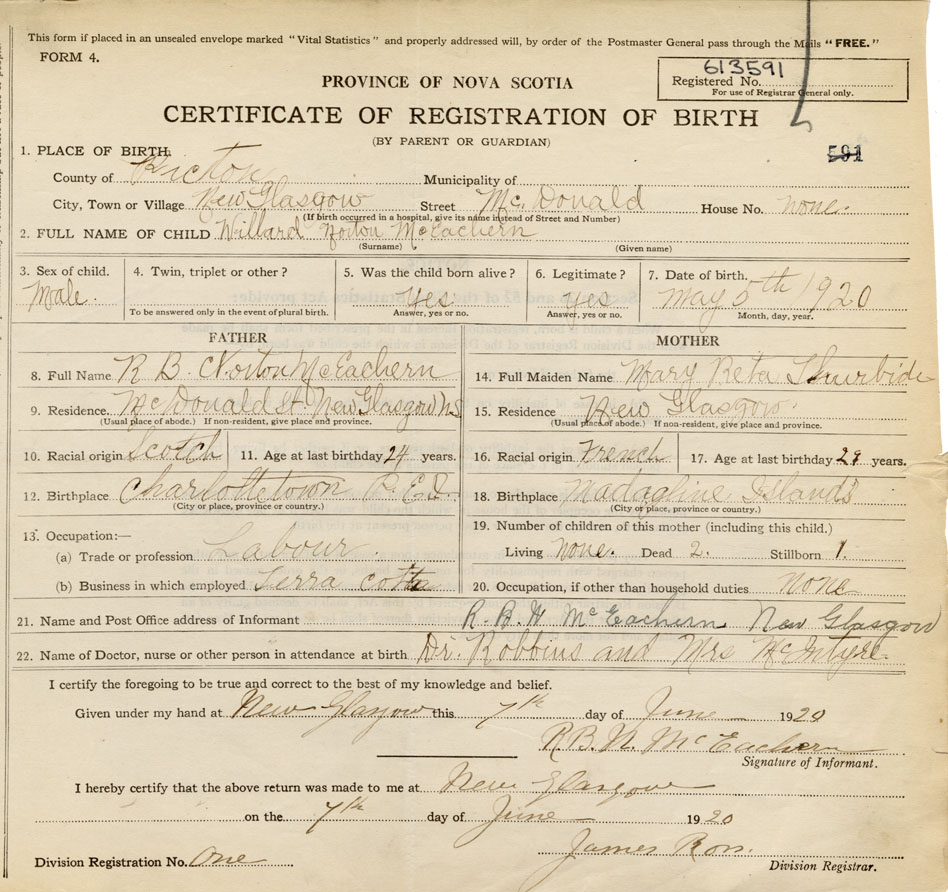 This form if placed in an unsealed envelope marked "Vital Statistics" and properly addressed will, by order of the Postmaster General pass through the Mails "FREE."
FORM 4.
613591
PROVINCE OF NOVA SCOTIA Registered No.
For use of Registrar General only.
CERTIFICATE OF REGISTRATION OF BIRTH
(BY PARENT OR GUARDIAN)
591
1. PLACE OF BIRTH.
County of Pictou Municipality of
City, Town or Village New Glasgow Street McDonald House No. none.
(If birth occurred in a hospital, give its name instead of Street and Number)
2. FULL NAME OF CHILD Willard Norton McEachern
(Surname) (Given name)
3. Sex of child. 4. Twin, triplet or other ? 5. Was the child born alive ? 6. Legitimate ? 7. Date of birth.
Male. Yes yes May 5th 1920
To be answered only in the event of plural birth. Answer, yes or no. Answer, yes or no. Month, day, year.
FATHER MOTHER
8. Full Name R B. Norton McEachern 14. Full Maiden Name Mary Reta
9. Residence. McDonald St. New Glasgow N.S 15. Residence New Glasgow.
(Usual place of abode.) If non-resident, give place and province. (Usual place of abode.) If non-resident, give place and province.
10. Racial origin Scotch 11. Age at last birthday 24 years. 16. Racial origin French 17. Age at last birthday 29 years.
12. Birthplace Charlottetown P.E.I. 18. Birthplace Madagline Islands
(City or place, province or country.) (City or place, province or country.)
13. Occupation:— 19. Number of children of this mother (including this child.)
(a) Trade or profession Labour. Living none. Dead 2. Stillborn 1.
(b) Business in which employed Terra cotta 20. Occupation, if other than household duties none
21. Name and Post Office address of Informant R. B. N McEachern New Glasgow
22. Name of Doctor, nurse or other person in attendance at birth Dr. Robbins and Mrs McIntyre.
I certify the foregoing to be true and correct to the best of my knowledge and belief.
Given under my hand at New Glasgow this 7th day of June 1920
R.B.N. McEachern
Signature of Informant.
I hereby certify that the above return was made to me at New Glasgow
on the 7th day of June 1920
James Ross.
Division Registration No. One Division Registrar.